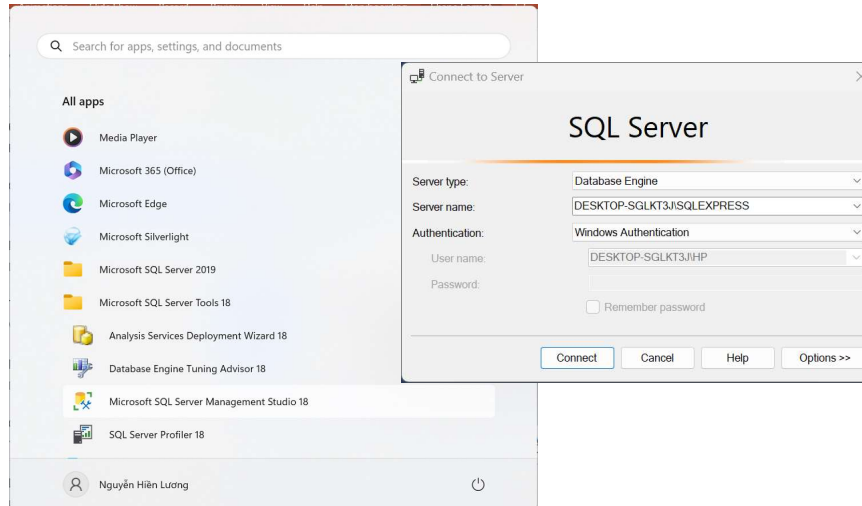 Search for apps, settings, and documents
All apps
Media Player
Microsoft 365 (Office)
Microsoft Edge
Microsoft Silverlight
Microsoft SQL Server 2019
Microsoft SQL Server Tools 18
Analysis Services Deployment Wizard 18
Database Engine Tuning Advisor 18
Microsoft SQL Server Management Studio 18
SQL Server Profiler 18
Nguyễn Hiền Lương
Connect to Server
SQL Server
Server type: Database Engine
Server name: DESKTOP-SGLKT3J\SQLEXPRESS
Authentication: Windows Authentication
User name: DESKTOP-SGLKT3J\HP
Password:
Remember password
Connect Cancel Help Options >>